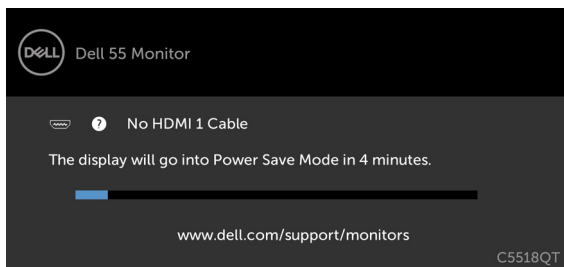 DELL
Dell 55 Monitor
? No HDMI 1 Cable
The display will go into Power Save Mode in 4 minutes.
www.dell.com/support/monitors
C5518QT